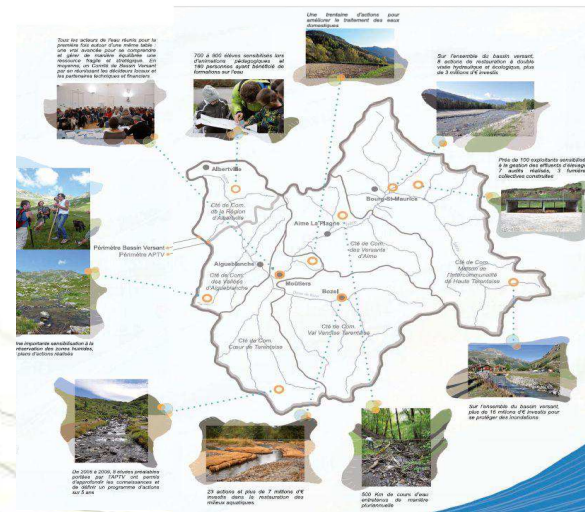 Tous les acteurs de l'eau réunis pour la
première fois autour d'une même table :
une vrai avancée pour se comprendre
et gérer de manière équilibrée une
ressource fragile et stratégique. En
moyenne, un Comité de Bassin Versant
par an réunissant les décideurs locaux et
les partenaires techniques et financiers
700 à 900 élèves sensibilisés lors
d'animations pédagogiques et
190 personnes ayant bénéficié de
formations sur l'eau
Une trentaine d'actions pour
améliorer le traitement des eaux
domestiques
Sur l'ensemble du bassin versant,
8 actions de restauration à double
visée hydraulique et écologique, plus
de 3 millions d'€ investis
Près de 100 exploitants sensibilisés
à la gestion des effluents d'élevage
7 audits réalisés, 3 fumières
collectives construites
Albertville
Cté de Com.
de la Région
d'Albertville
Bourg-St-Maurice
Aime La Plagne
Cté de Com.
des Versants
d'Aime
Périmètre Bassin Versant
Périmètre APTV
Aigueblanche
Cté de Com.
des Vallées
d'Aigueblanche
Moûtiers
Bozel
Cté de Com.
Maison de
l'Intercommunalité
de Haute Tarentaise
Cté de Com.
Val Vanoise Tarentaise
Cté de Com.
Cœur de Tarentaise
Une importante sensibilisation à la
préservation des zones humides,
plans d'actions réalisés
Sur l'ensemble du bassin versant,
plus de 16 millions d'€ investis pour
se protéger des inondations
De 2005 à 2009, 8 études préalables
portées par l'APTV ont permis
d'approfondir les connaissances et
de définir un programme d'actions
sur 5 ans
23 actions et plus de 7 millions d'€
investis dans la restauration des
milieux aquatiques
500 Km de cours d'eau
entretenus de manière
pluriannuelle